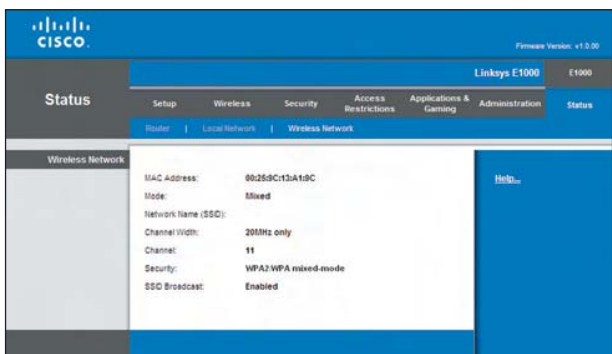 CISCO
Firmware Version: v1.0.00
Linksys E1000 E1000
Status
Setup Wireless Security Access Restrictions Applications & Gaming Administration Status
Router | Local Network | Wireless Network
Wireless Network
MAC Address: 00:25:9C:13:A1:9C
Mode: Mixed
Network Name (SSID):
Channel Width: 20MHz only
Channel: 11
Security: WPA2/WPA mixed-mode
SSID Broadcast: Enabled
Help...